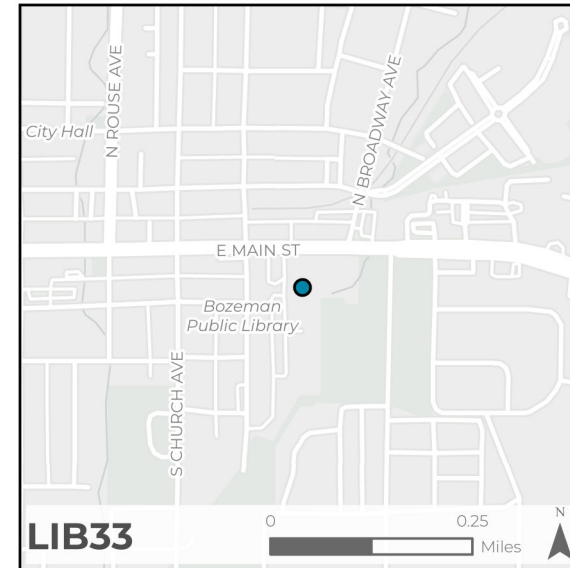 N ROUSE AVE
City Hall
N BROADWAY AVE
E MAIN ST
Bozeman
Public Library
S CHURCH AVE
LIB33
0 0.25
Miles
N